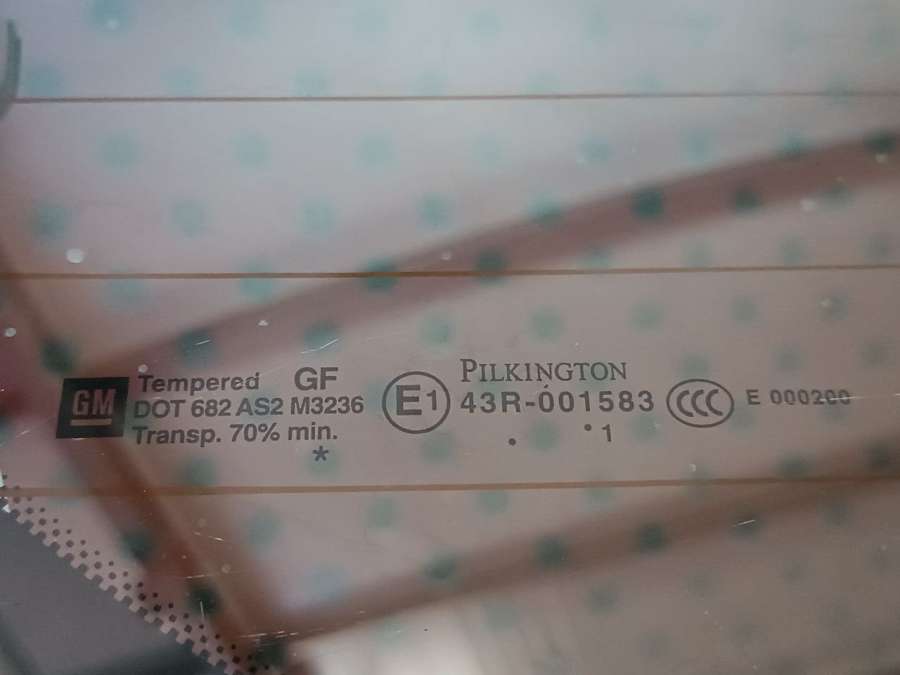 GM
Tempered GF
DOT 682 AS2 M3236
Transp. 70% min.
*
E1
PILKINGTON
43R-001583
. . 1
CCC
E 000200